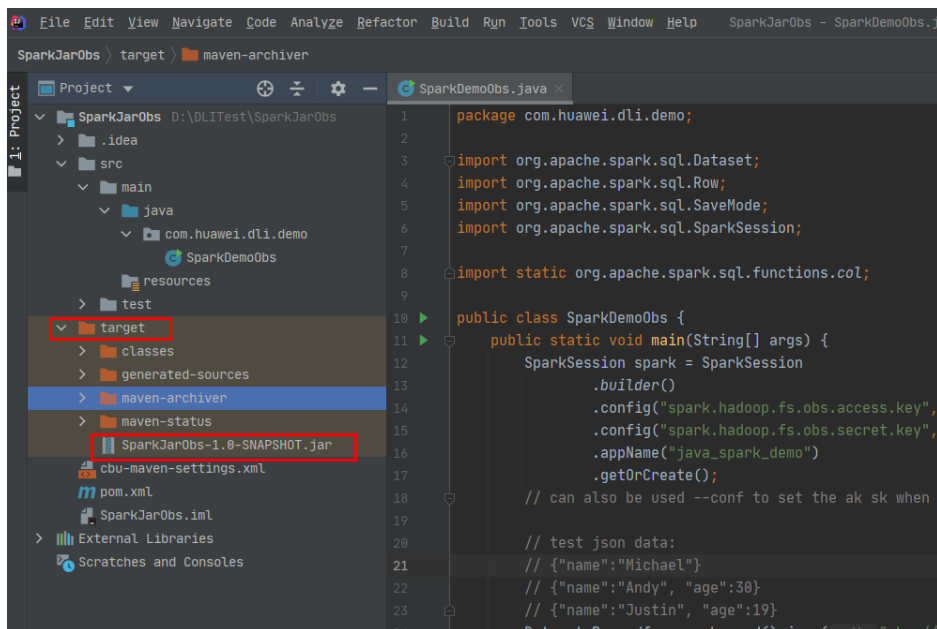 File Edit View Navigate Code Analyze Refactor Build Run Tools VCS Window Help SparkJarObs - SparkDemoObs.j
SparkJarObs target maven-archiver
1: Project
Project
SparkJarObs D:\DLITest\SparkJarObs
.idea
src
main
java
com.huawei.dli.demo
SparkDemoObs
resources
test
target
classes
generated-sources
maven-archiver
maven-status
SparkJarObs-1.0-SNAPSHOT.jar
cbu-maven-settings.xml
pom.xml
SparkJarObs.iml
External Libraries
Scratches and Consoles
SparkDemoObs.java
1 package com.huawei.dli.demo;
2
3 import org.apache.spark.sql.Dataset;
4 import org.apache.spark.sql.Row;
5 import org.apache.spark.sql.SaveMode;
6 import org.apache.spark.sql.SparkSession;
7
8 import static org.apache.spark.sql.functions.col;
9
10 public class SparkDemoObs {
11 public static void main(String[] args) {
12 SparkSession spark = SparkSession
13 .builder()
14 .config("spark.hadoop.fs.obs.access.key",
15 .config("spark.hadoop.fs.obs.secret.key",
16 .appName("java_spark_demo")
17 .getOrCreate();
18 // can also be used --conf to set the ak sk when
19
20 // test json data:
21 // {"name":"Michael"}
22 // {"name":"Andy", "age":30}
23 // {"name":"Justin", "age":19}